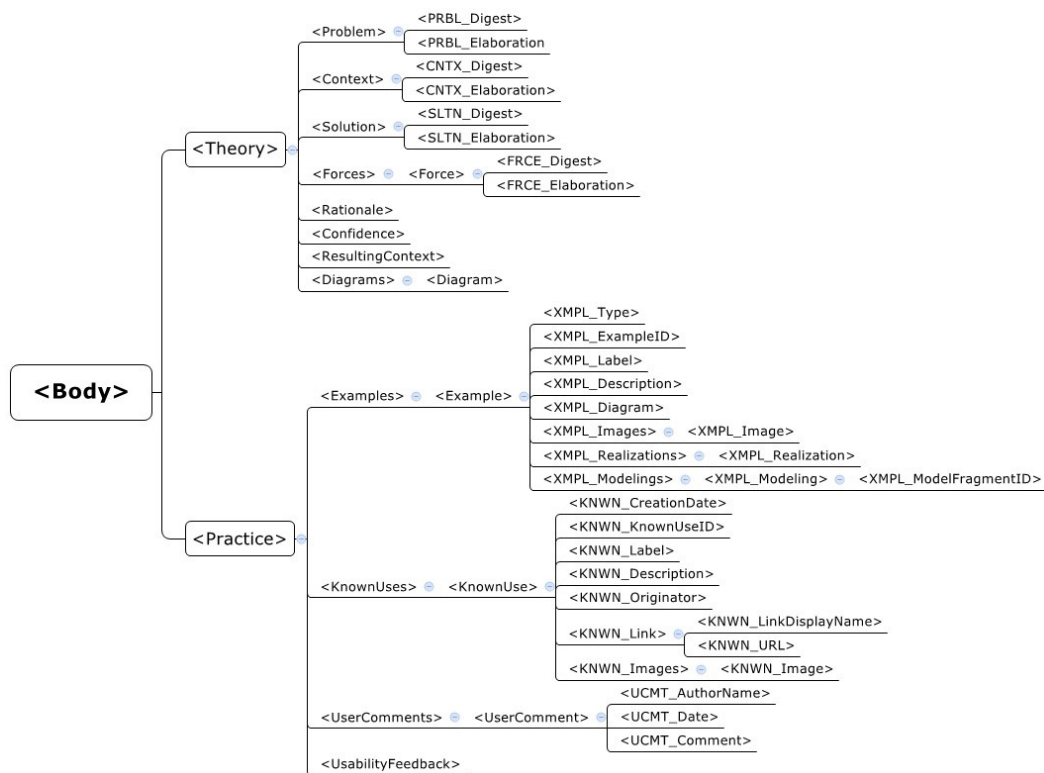 <Body>
<Theory>
<Problem>
<PRBL_Digest>
<PRBL_Elaboration
<Context>
<CNTX_Digest>
<CNTX_Elaboration>
<Solution>
<SLTN_Digest>
<SLTN_Elaboration>
<Forces> <Force>
<FRCE_Digest>
<FRCE_Elaboration>
<Rationale>
<Confidence>
<ResultingContext>
<Diagrams> <Diagram>
<Practice>
<Examples> <Example>
<XMPL_Type>
<XMPL_ExampleID>
<XMPL_Label>
<XMPL_Description>
<XMPL_Diagram>
<XMPL_Images> <XMPL_Image>
<XMPL_Realizations> <XMPL_Realization>
<XMPL_Modelings> <XMPL_Modeling> <XMPL_ModelFragmentID>
<KnownUses> <KnownUse>
<KNWN_CreationDate>
<KNWN_KnownUseID>
<KNWN_Label>
<KNWN_Description>
<KNWN_Originator>
<KNWN_Link>
<KNWN_LinkDisplayName>
<KNWN_URL>
<KNWN_Images> <KNWN_Image>
<UserComments> <UserComment>
<UCMT_AuthorName>
<UCMT_Date>
<UCMT_Comment>
<UsabilityFeedback>